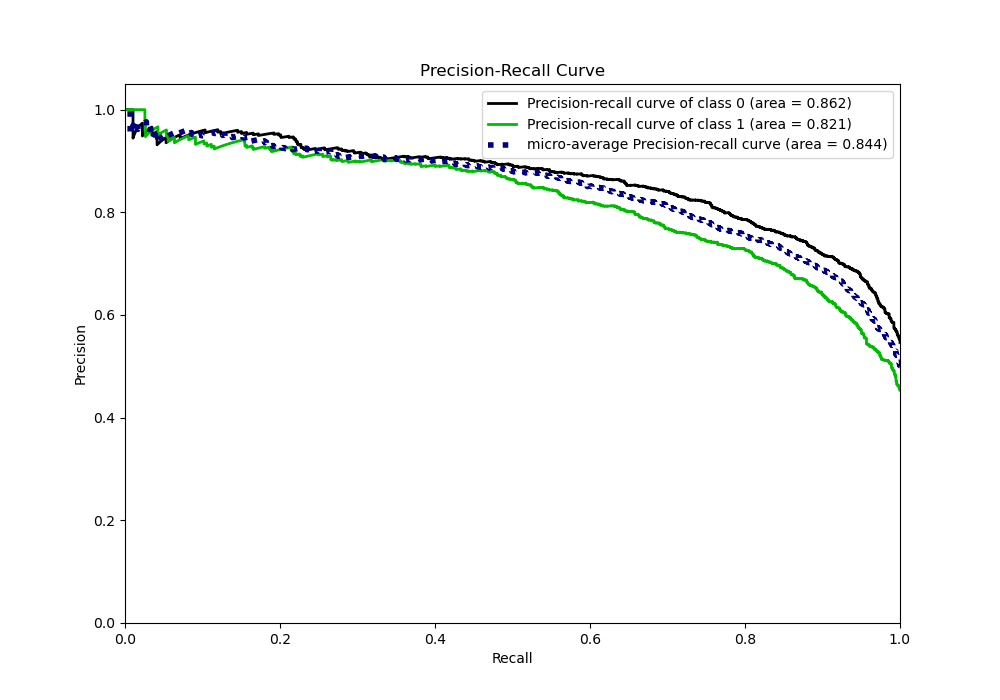 Precision-Recall Curve
Precision-recall curve of class 0 (area = 0.862)
Precision-recall curve of class 1 (area = 0.821)
micro-average Precision-recall curve (area = 0.844)
Precision
1.0
0.8
0.6
0.4
0.2
0.0
0.0 0.2 0.4 0.6 0.8 1.0
Recall